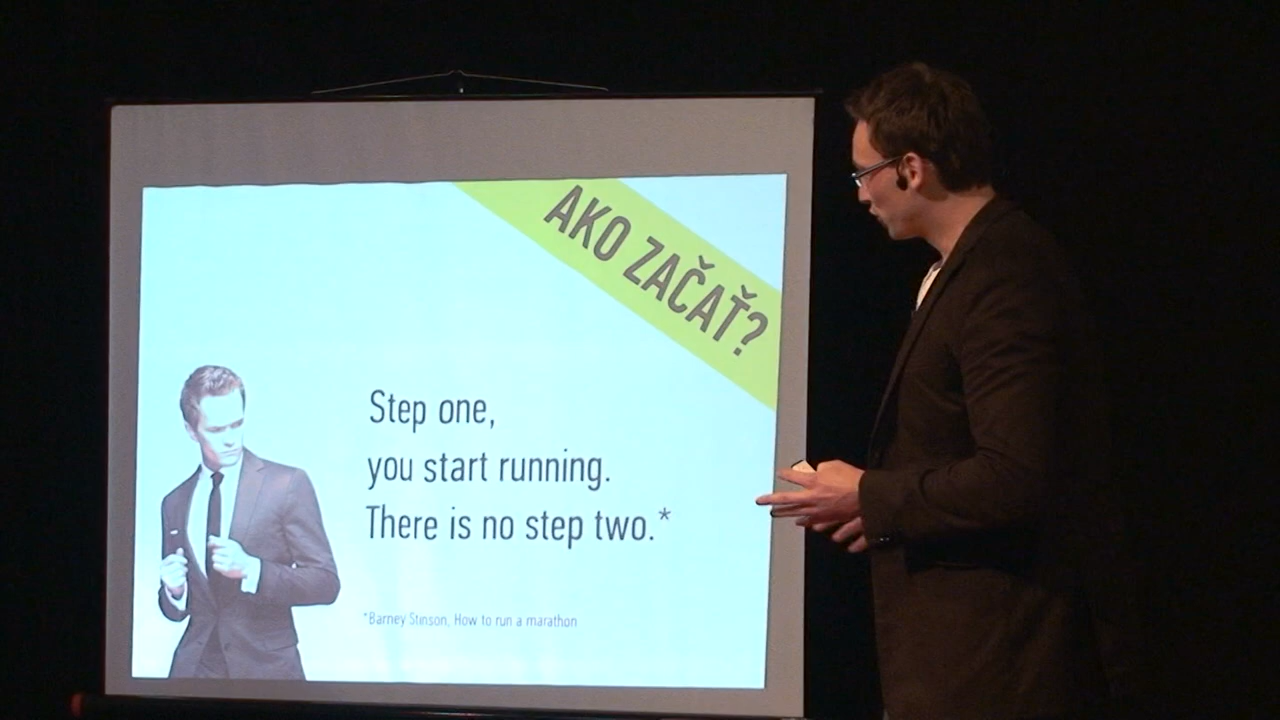 AKO ZAČAŤ?
Step one,
you start running.
There is no step two.*
*Barney Stinson, How to run a marathon